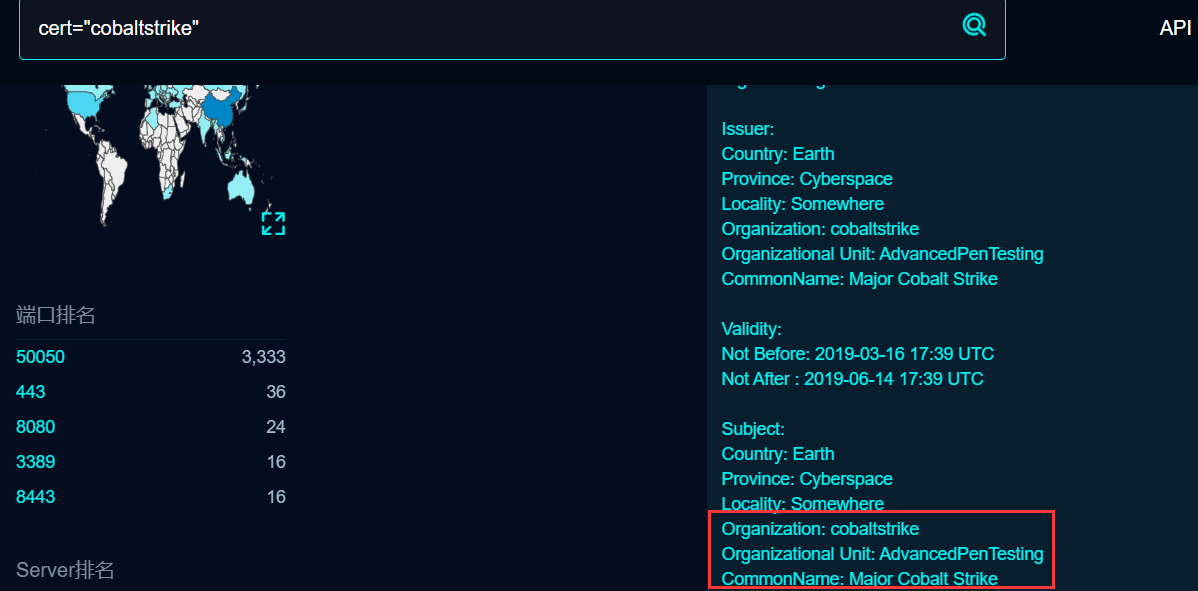 cert="cobaltstrike"
API
端口排名
50050 3,333
443 36
8080 24
3389 16
8443 16
Server排名
Issuer:
Country: Earth
Province: Cyberspace
Locality: Somewhere
Organization: cobaltstrike
Organizational Unit: AdvancedPenTesting
CommonName: Major Cobalt Strike
Validity:
Not Before: 2019-03-16 17:39 UTC
Not After : 2019-06-14 17:39 UTC
Subject:
Country: Earth
Province: Cyberspace
Locality: Somewhere
Organization: cobaltstrike
Organizational Unit: AdvancedPenTesting
CommonName: Major Cobalt Strike